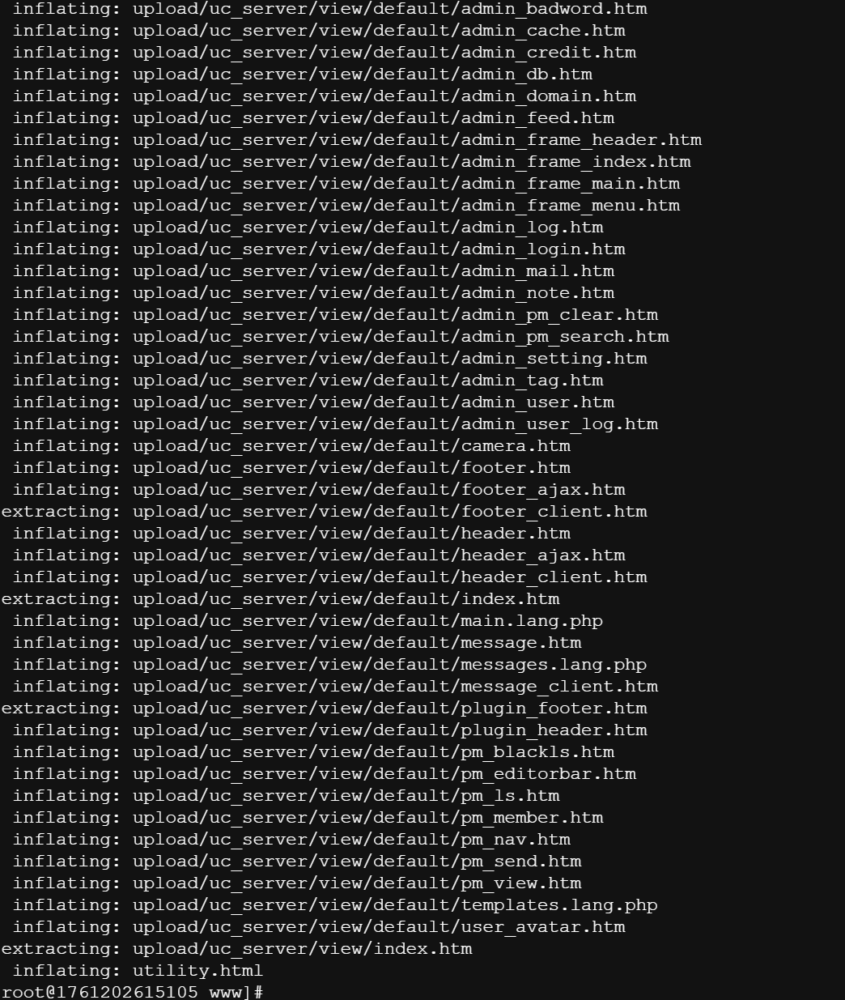 inflating: upload/uc_server/view/default/admin_badword.htm
inflating: upload/uc_server/view/default/admin_cache.htm
inflating: upload/uc_server/view/default/admin_credit.htm
inflating: upload/uc_server/view/default/admin_db.htm
inflating: upload/uc_server/view/default/admin_domain.htm
inflating: upload/uc_server/view/default/admin_feed.htm
inflating: upload/uc_server/view/default/admin_frame_header.htm
inflating: upload/uc_server/view/default/admin_frame_index.htm
inflating: upload/uc_server/view/default/admin_frame_main.htm
inflating: upload/uc_server/view/default/admin_frame_menu.htm
inflating: upload/uc_server/view/default/admin_log.htm
inflating: upload/uc_server/view/default/admin_login.htm
inflating: upload/uc_server/view/default/admin_mail.htm
inflating: upload/uc_server/view/default/admin_note.htm
inflating: upload/uc_server/view/default/admin_pm_clear.htm
inflating: upload/uc_server/view/default/admin_pm_search.htm
inflating: upload/uc_server/view/default/admin_setting.htm
inflating: upload/uc_server/view/default/admin_tag.htm
inflating: upload/uc_server/view/default/admin_user.htm
inflating: upload/uc_server/view/default/admin_user_log.htm
inflating: upload/uc_server/view/default/camera.htm
inflating: upload/uc_server/view/default/footer.htm
inflating: upload/uc_server/view/default/footer_ajax.htm
extracting: upload/uc_server/view/default/footer_client.htm
inflating: upload/uc_server/view/default/header.htm
inflating: upload/uc_server/view/default/header_ajax.htm
inflating: upload/uc_server/view/default/header_client.htm
extracting: upload/uc_server/view/default/index.htm
inflating: upload/uc_server/view/default/main.lang.php
inflating: upload/uc_server/view/default/message.htm
inflating: upload/uc_server/view/default/messages.lang.php
inflating: upload/uc_server/view/default/message_client.htm
extracting: upload/uc_server/view/default/plugin_footer.htm
inflating: upload/uc_server/view/default/plugin_header.htm
inflating: upload/uc_server/view/default/pm_blackls.htm
inflating: upload/uc_server/view/default/pm_editorbar.htm
inflating: upload/uc_server/view/default/pm_ls.htm
inflating: upload/uc_server/view/default/pm_member.htm
inflating: upload/uc_server/view/default/pm_nav.htm
inflating: upload/uc_server/view/default/pm_send.htm
inflating: upload/uc_server/view/default/pm_view.htm
inflating: upload/uc_server/view/default/templates.lang.php
inflating: upload/uc_server/view/default/user_avatar.htm
extracting: upload/uc_server/view/index.htm
inflating: utility.html
root@1761202615105 www]#